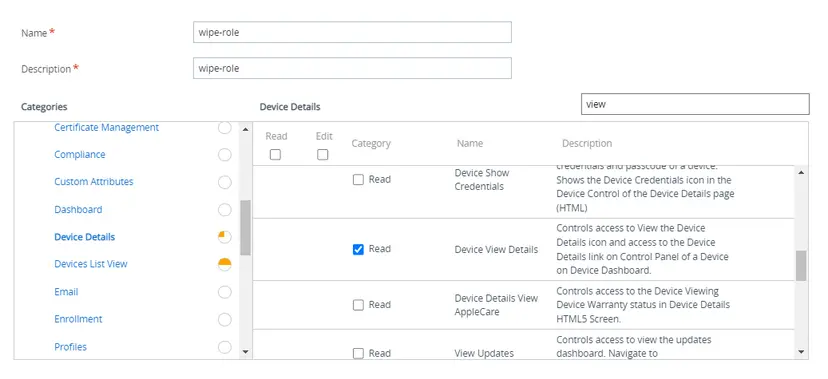 Name *
wipe-role
Description *
wipe-role
Categories
Device Details
view
Certificate Management
Compliance
Custom Attributes
Dashboard
Device Details
Devices List View
Email
Enrollment
Profiles
Read
Edit
Category
Name
Description
Read
Device Show
Credentials
credentials and passcode of a device.
Shows the Device Credentials icon in the
Device Control of the Device Details page
(HTML)
Read
Device View Details
Controls access to View the Device
Details icon and access to the Device
Details link on Control Panel of a Device
on Device Dashboard.
Read
Device Details View
AppleCare
Controls access to the Device Viewing
Device Warranty status in Device Details
HTML5 Screen.
Read
View Updates
Controls access to view the updates
dashboard. Navigate to